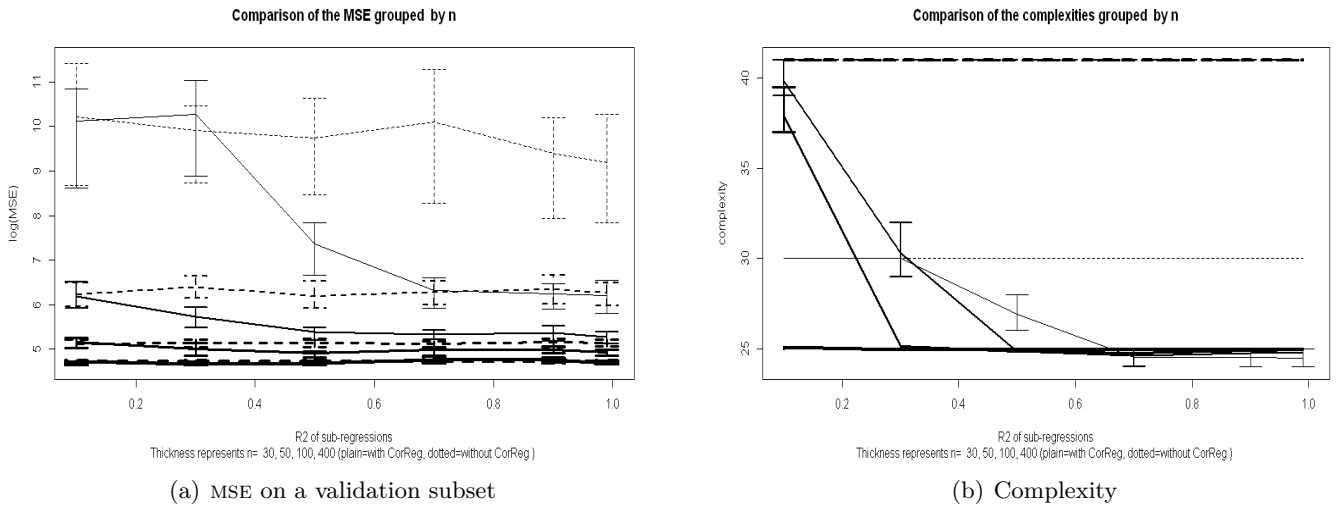 Comparison of the MSE grouped by n
log(MSE)
11
10
9
8
7
6
5
0.2 0.4 0.6 0.8 1.0
R2 of sub-regressions
Thickness represents n= 30, 50, 100, 400 (plain=with CorReg, dotted=without CorReg )
(a) MSE on a validation subset
Comparison of the complexities grouped by n
complexity
40
35
30
25
0.2 0.4 0.6 0.8 1.0
R2 of sub-regressions
Thickness represents n= 30, 50, 100, 400 (plain=with CorReg, dotted=without CorReg )
(b) Complexity